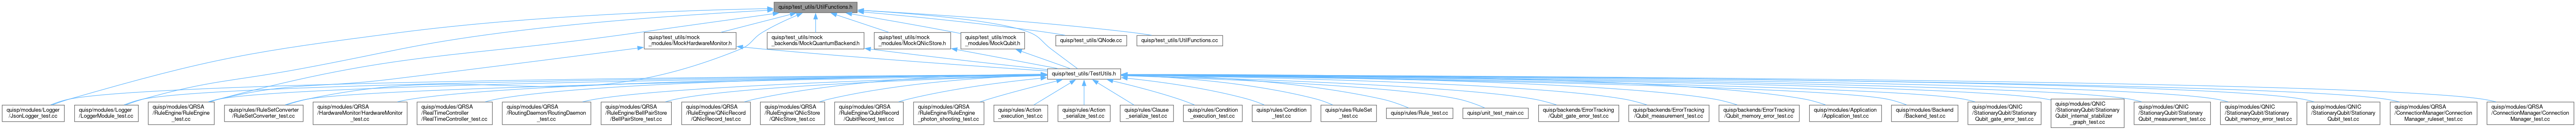 quisp/test_utils/UtilFunctions.h
quisp/test_utils/mock
_modules/MockHardwareMonitor.h
quisp/test_utils/mock
_backends/MockQuantumBackend.h
quisp/test_utils/mock
_modules/MockQNicStore.h
quisp/test_utils/mock
_modules/MockQubit.h
quisp/test_utils/QNode.cc
quisp/test_utils/UtilFunctions.cc
quisp/test_utils/TestUtils.h
quisp/modules/Logger
/JsonLogger_test.cc
quisp/modules/Logger
/LoggerModule_test.cc
quisp/modules/QRSA
/RuleEngine/RuleEngine
_test.cc
quisp/rules/RuleSetConverter
/RuleSetConverter_test.cc
quisp/modules/QRSA
/HardwareMonitor/HardwareMonitor
_test.cc
quisp/modules/QRSA
/RealTimeController
/RealTimeController_test.cc
quisp/modules/QRSA
/RoutingDaemon/RoutingDaemon
_test.cc
quisp/modules/QRSA
/RuleEngine/BellPairStore
/BellPairStore_test.cc
quisp/modules/QRSA
/RuleEngine/QNicRecord
/QNicRecord_test.cc
quisp/modules/QRSA
/RuleEngine/QNicStore
/QNicStore_test.cc
quisp/modules/QRSA
/RuleEngine/QubitRecord
/QubitRecord_test.cc
quisp/modules/QRSA
/RuleEngine/RuleEngine
_photon_shooting_test.cc
quisp/rules/Action
_execution_test.cc
quisp/rules/Action
_serialize_test.cc
quisp/rules/Clause
_serialize_test.cc
quisp/rules/Condition
_execution_test.cc
quisp/rules/Condition
_test.cc
quisp/rules/RuleSet
_test.cc
quisp/rules/Rule_test.cc
quisp/unit_test_main.cc
quisp/backends/ErrorTracking
/Qubit_gate_error_test.cc
quisp/backends/ErrorTracking
/Qubit_measurement_test.cc
quisp/backends/ErrorTracking
/Qubit_memory_error_test.cc
quisp/modules/Application
/Application_test.cc
quisp/modules/Backend
/Backend_test.cc
quisp/modules/QNIC
/StationaryQubit/Stationary
Qubit_gate_error_test.cc
quisp/modules/QNIC
/StationaryQubit/Stationary
Qubit_internal_stabilizer
_graph_test.cc
quisp/modules/QNIC
/StationaryQubit/Stationary
Qubit_measurement_test.cc
quisp/modules/QNIC
/StationaryQubit/Stationary
Qubit_memory_error_test.cc
quisp/modules/QNIC
/StationaryQubit/Stationary
Qubit_test.cc
quisp/modules/QRSA
/ConnectionManager/Connection
Manager_ruleset_test.cc
quisp/modules/QRSA
/ConnectionManager/Connection
Manager_test.cc